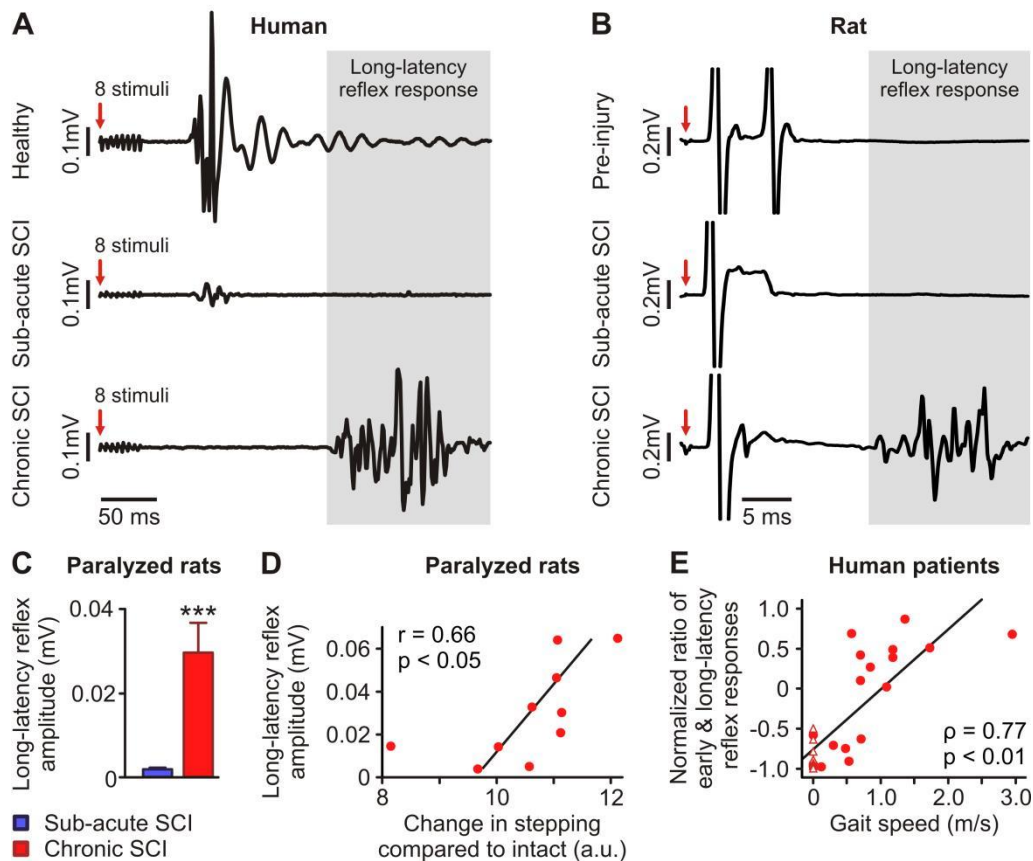 A
Human
Long-latency
reflex response
8 stimuli
Healthy
0.1mV
8 stimuli
Sub-acute SCI
0.1mV
8 stimuli
Chronic SCI
0.1mV
50 ms
B
Rat
Long-latency
reflex response
Pre-injury
0.2mV
Sub-acute SCI
0.2mV
Chronic SCI
0.2mV
5 ms
C
Paralyzed rats
Long-latency reflex
amplitude (mV)
0.04
0.02
0
***
Sub-acute SCI
Chronic SCI
D
Paralyzed rats
Long-latency reflex
amplitude (mV)
0.06
0.04
0.02
0
r = 0.66
p < 0.05
8 10 12
Change in stepping
compared to intact (a.u.)
E
Human patients
Normalized ratio of
early & long-latency
reflex responses
1.0
0.5
0
-0.5
-1.0
ρ = 0.77
p < 0.01
0 1.0 2.0 3.0
Gait speed (m/s)